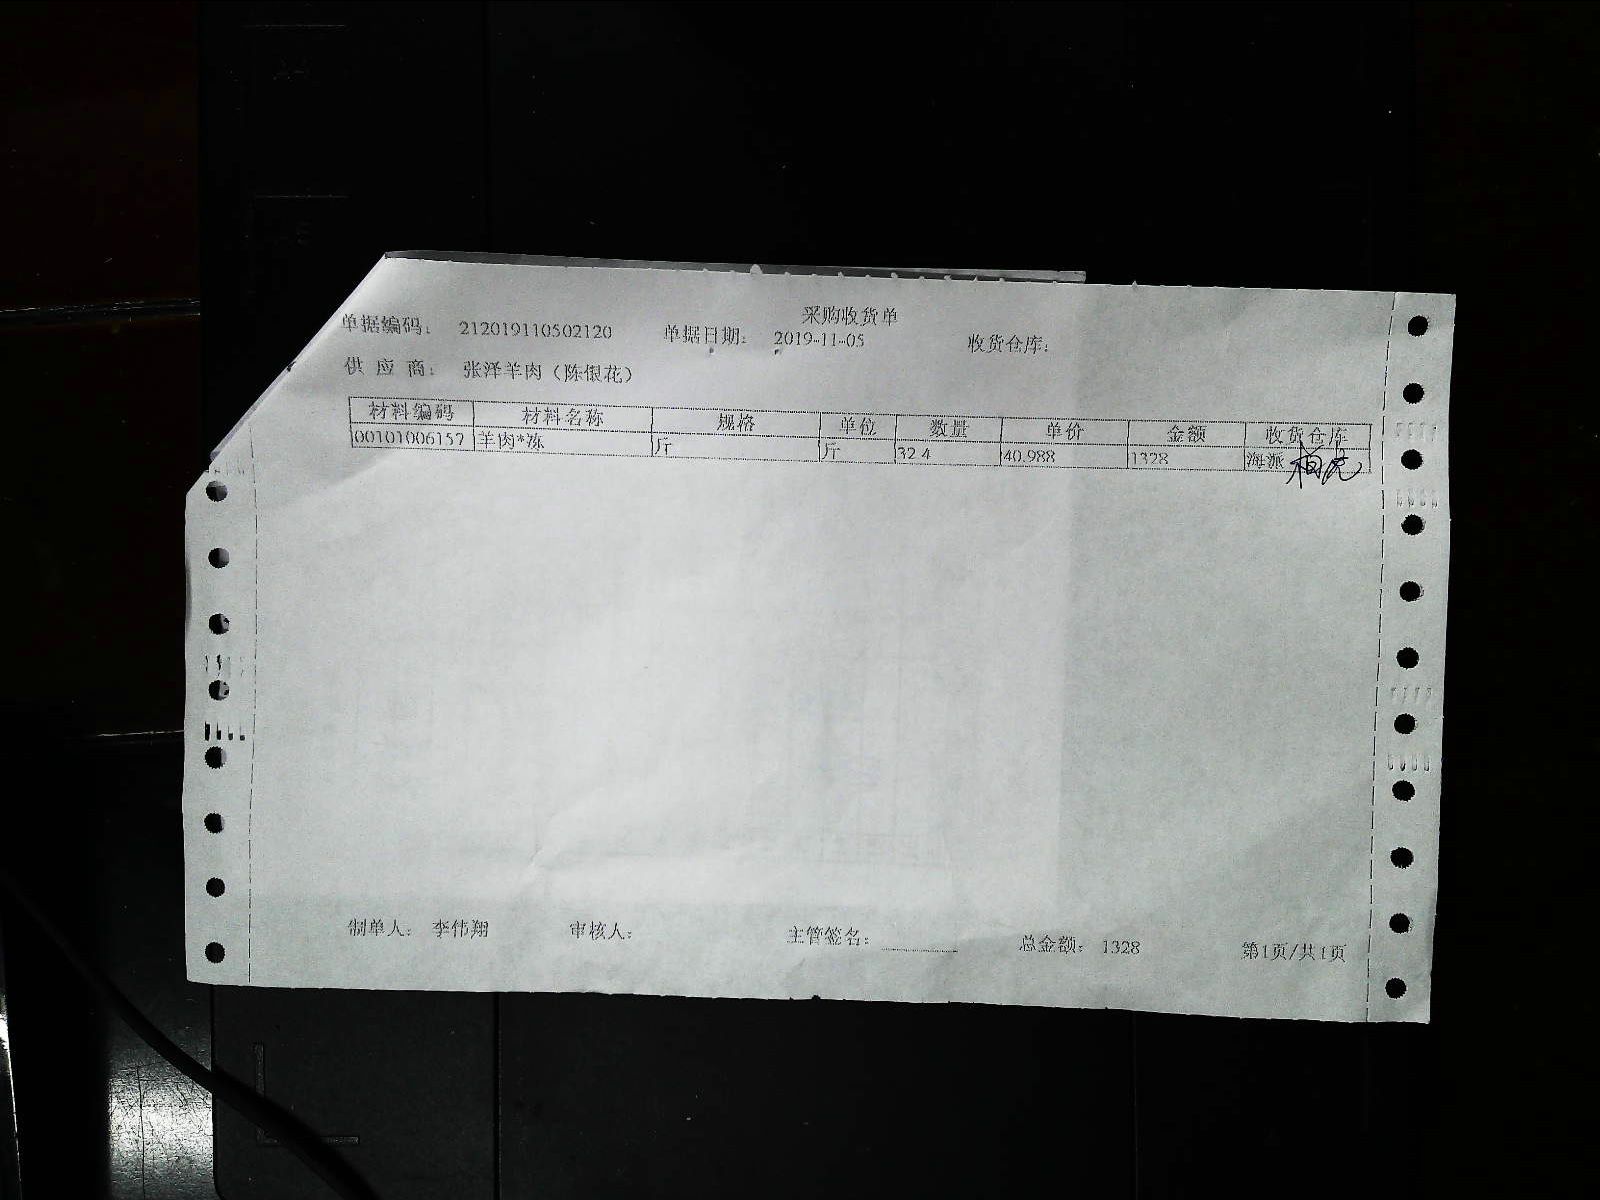 采购收货单
单据编码： 212019110502120 单据日期： 2019-11-05 收货仓库：
供 应 商： 张泽羊肉（陈银花）
材料编码 材料名称 规格 单位 数量 单价 金额 收货仓库
00101006157 羊肉*冻 斤 斤 32.4 40.988 1328 海派
制单人： 李伟翔 审核人： 主管签名： 总金额： 1328 第1页/共1页